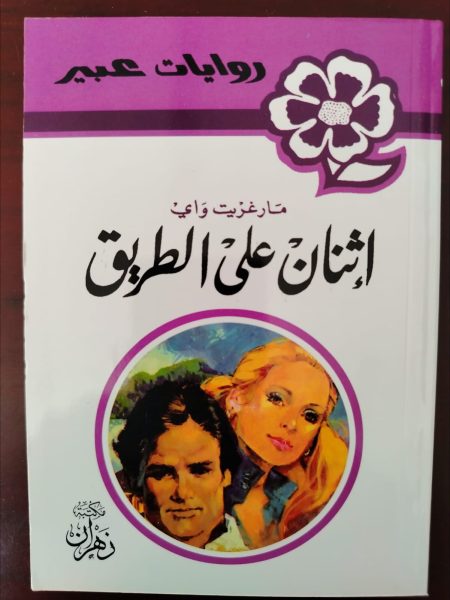 روايات عبير
مارغريت واي
إثنان على الطريق
مكتبة
زهران